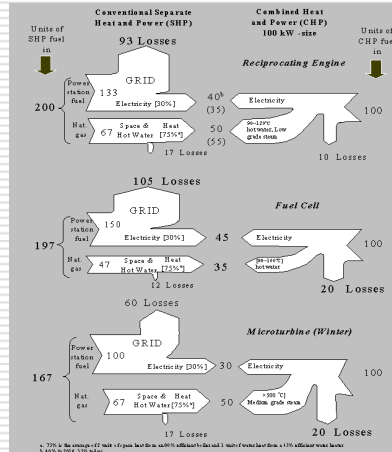 Units of SHP fuel in
Conventional Separate Heat and Power (SHP)
Combined Heat and Power (CHP) 100 kW -size
Units of CHP fuel in
93 Losses
Reciprocating Engine
200
Power station fuel
133
GRID
Electricity [30%]
40ᵇ
(35)
Electricity
100
Nat. gas
67
Space & Hot Water
Heat [75%ᵃ]
50
(55)
90-120°C hot water, Low grade steam
17 Losses
10 Losses
105 Losses
Fuel Cell
197
Power station fuel
150
GRID
Electricity [30%]
45
Electricity
100
Nat. gas
47
Space & Hot Water
Heat [75%ᵃ]
35
[80-100°C] hot water
12 Losses
20 Losses
60 Losses
Microturbine (Winter)
167
Power station fuel
100
GRID
Electricity [30%]
30
Electricity
100
Nat. gas
67
Space & Hot Water
Heat [75%ᵃ]
50
>500 °C] Medium grade steam
17 Losses
20 Losses